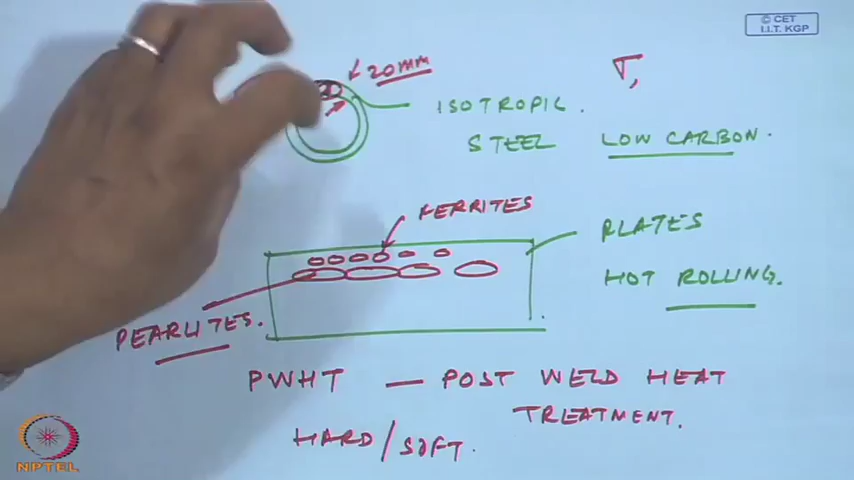 © CET
I.I.T. KGP
20mm
ISOTROPIC.
STEEL LOW CARBON.
FERRITES
PLATES
HOT ROLLING.
PEARLITES.
PWHT — POST WELD HEAT
TREATMENT.
HARD/SOFT.
NPTEL